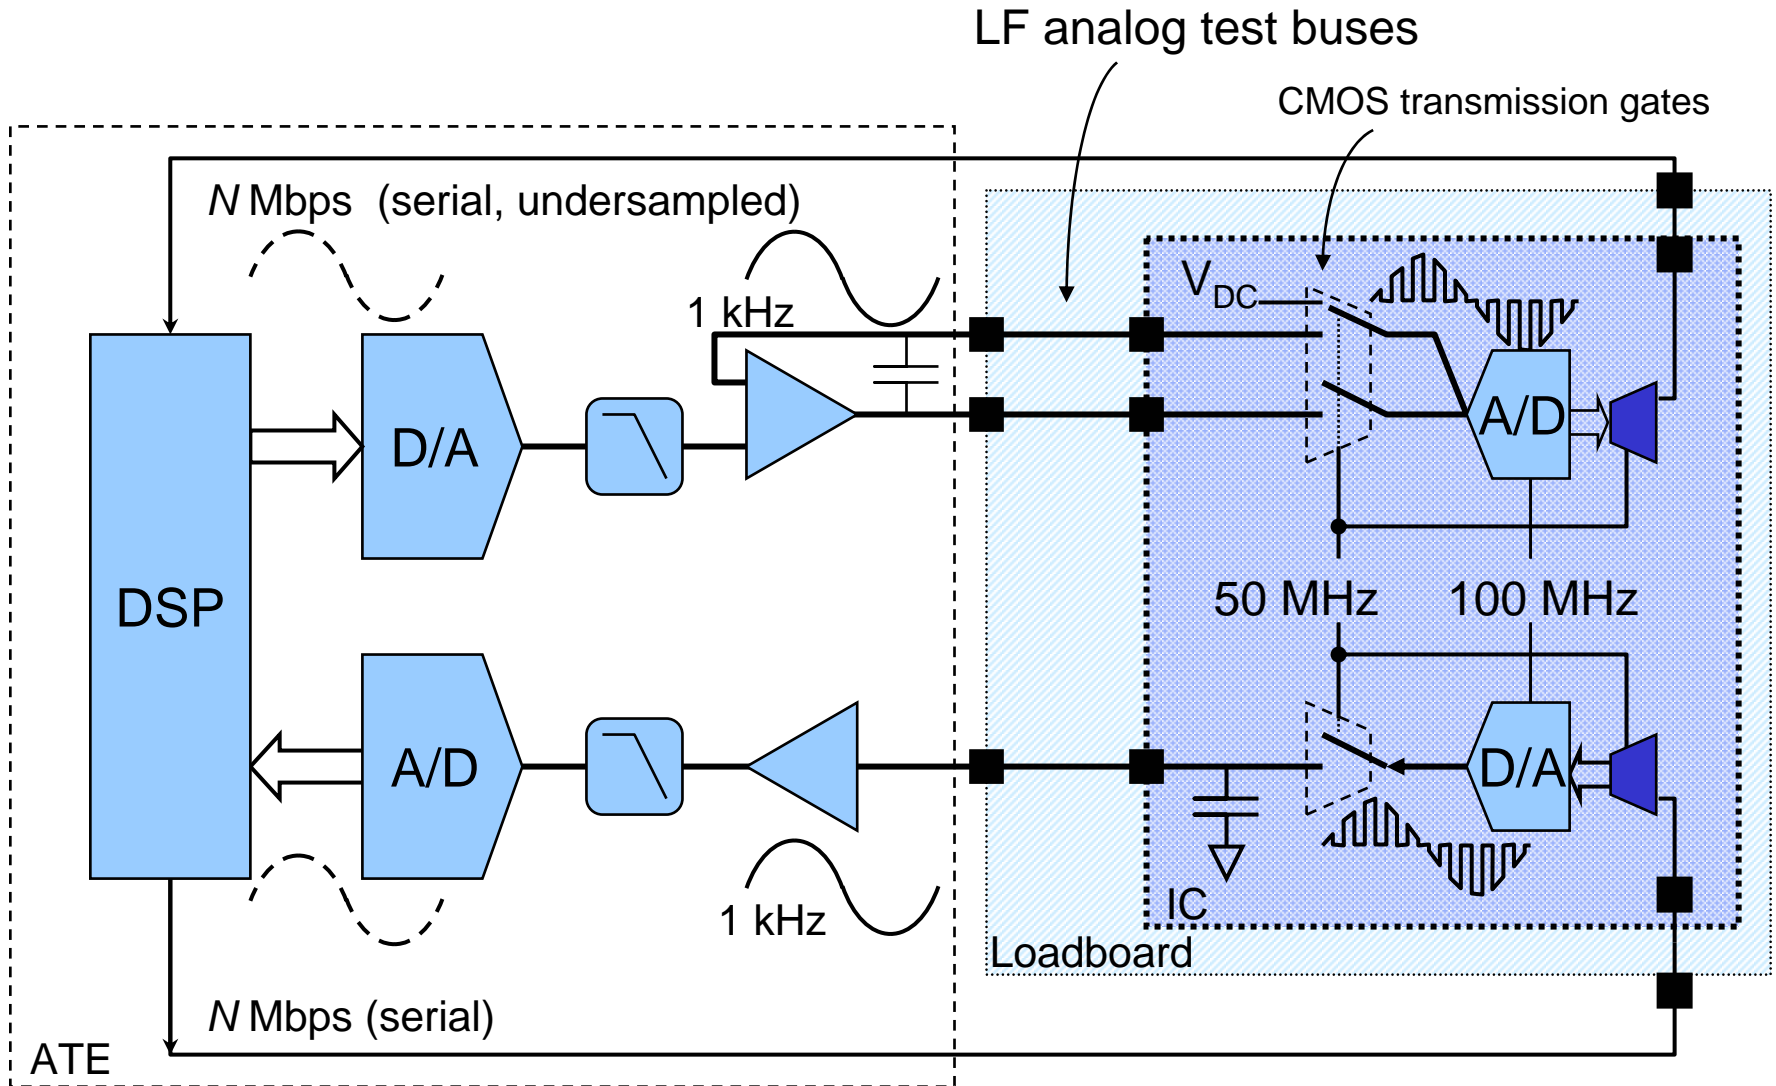 LF analog test buses
CMOS transmission gates
N Mbps (serial, undersampled)
VDC
1 kHz
D/A
A/D
DSP
50 MHz
100 MHz
A/D
D/A
1 kHz
IC
Loadboard
N Mbps (serial)
ATE